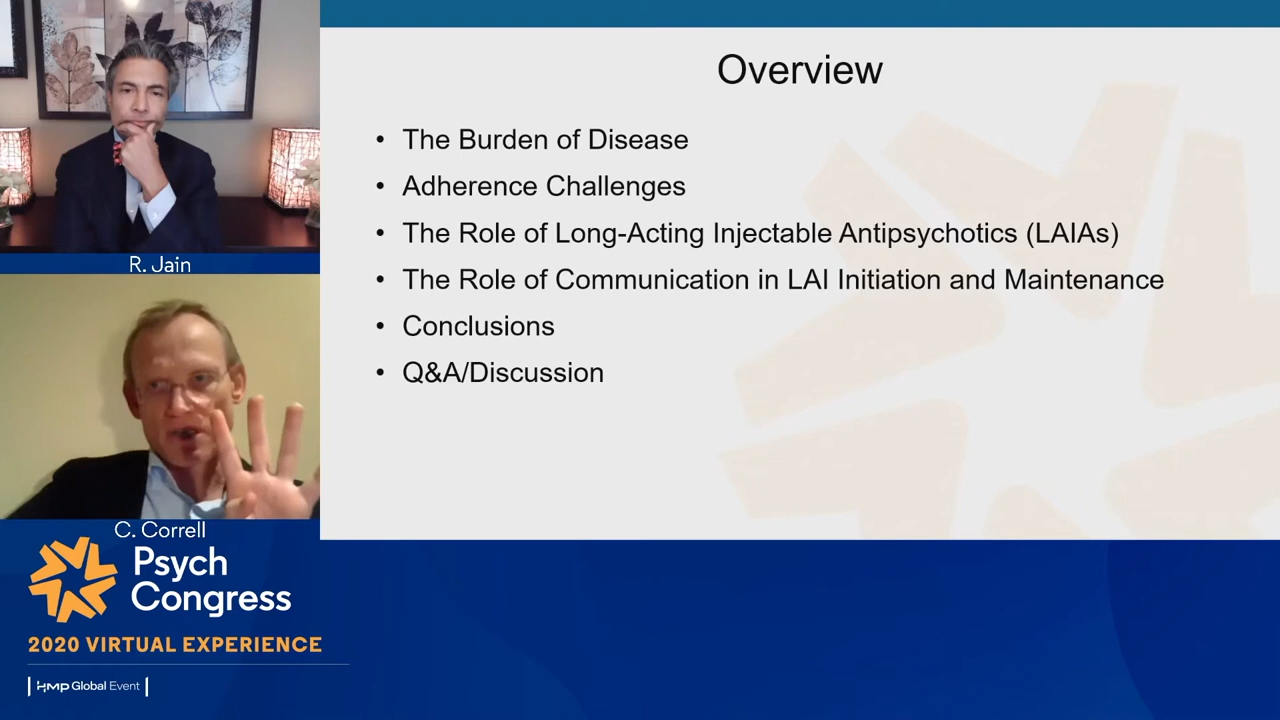 R. Jain
C. Correll
Psych
Congress
2020 VIRTUAL EXPERIENCE
HMP Global Event
Overview
• The Burden of Disease
• Adherence Challenges
• The Role of Long-Acting Injectable Antipsychotics (LAIAs)
• The Role of Communication in LAI Initiation and Maintenance
• Conclusions
• Q&A/Discussion